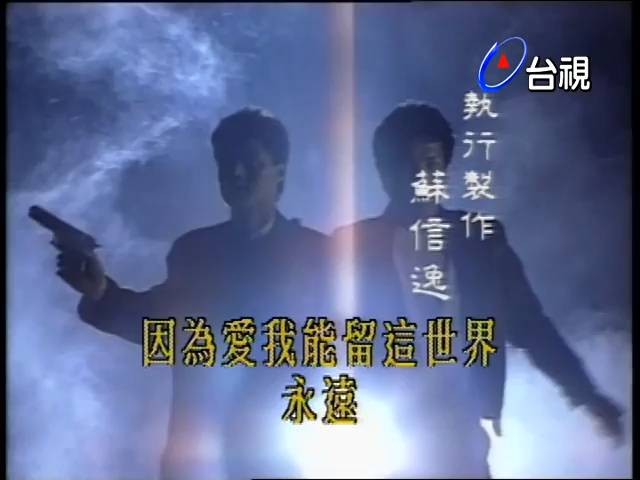 台視
執行製作
蘇信逸
因為愛我能留這世界
永遠